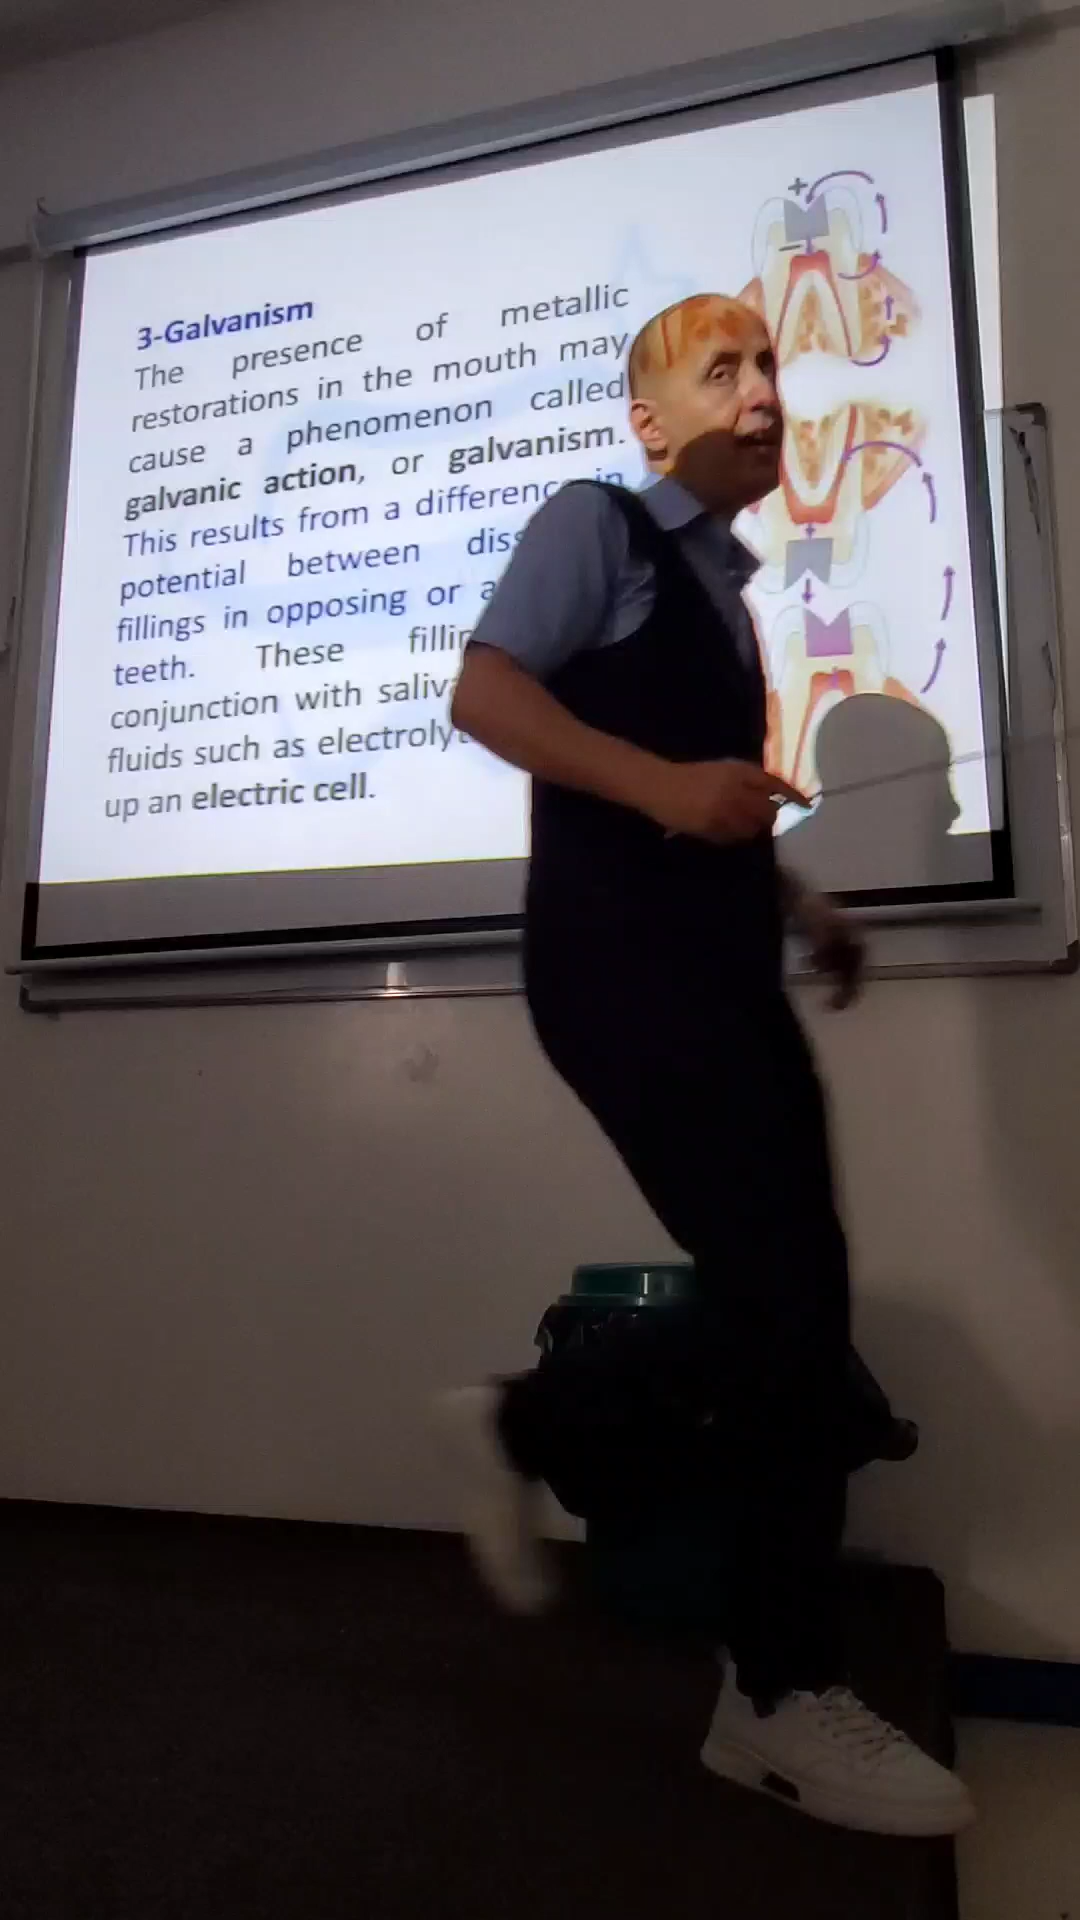 3-Galvanism
The presence of metallic
restorations in the mouth may
cause a phenomenon called
galvanic action, or galvanism.
This results from a difference in
potential between
fillings in opposing or
teeth. These
conjunction with
fluids such as
up an electric cell.
+
−
+